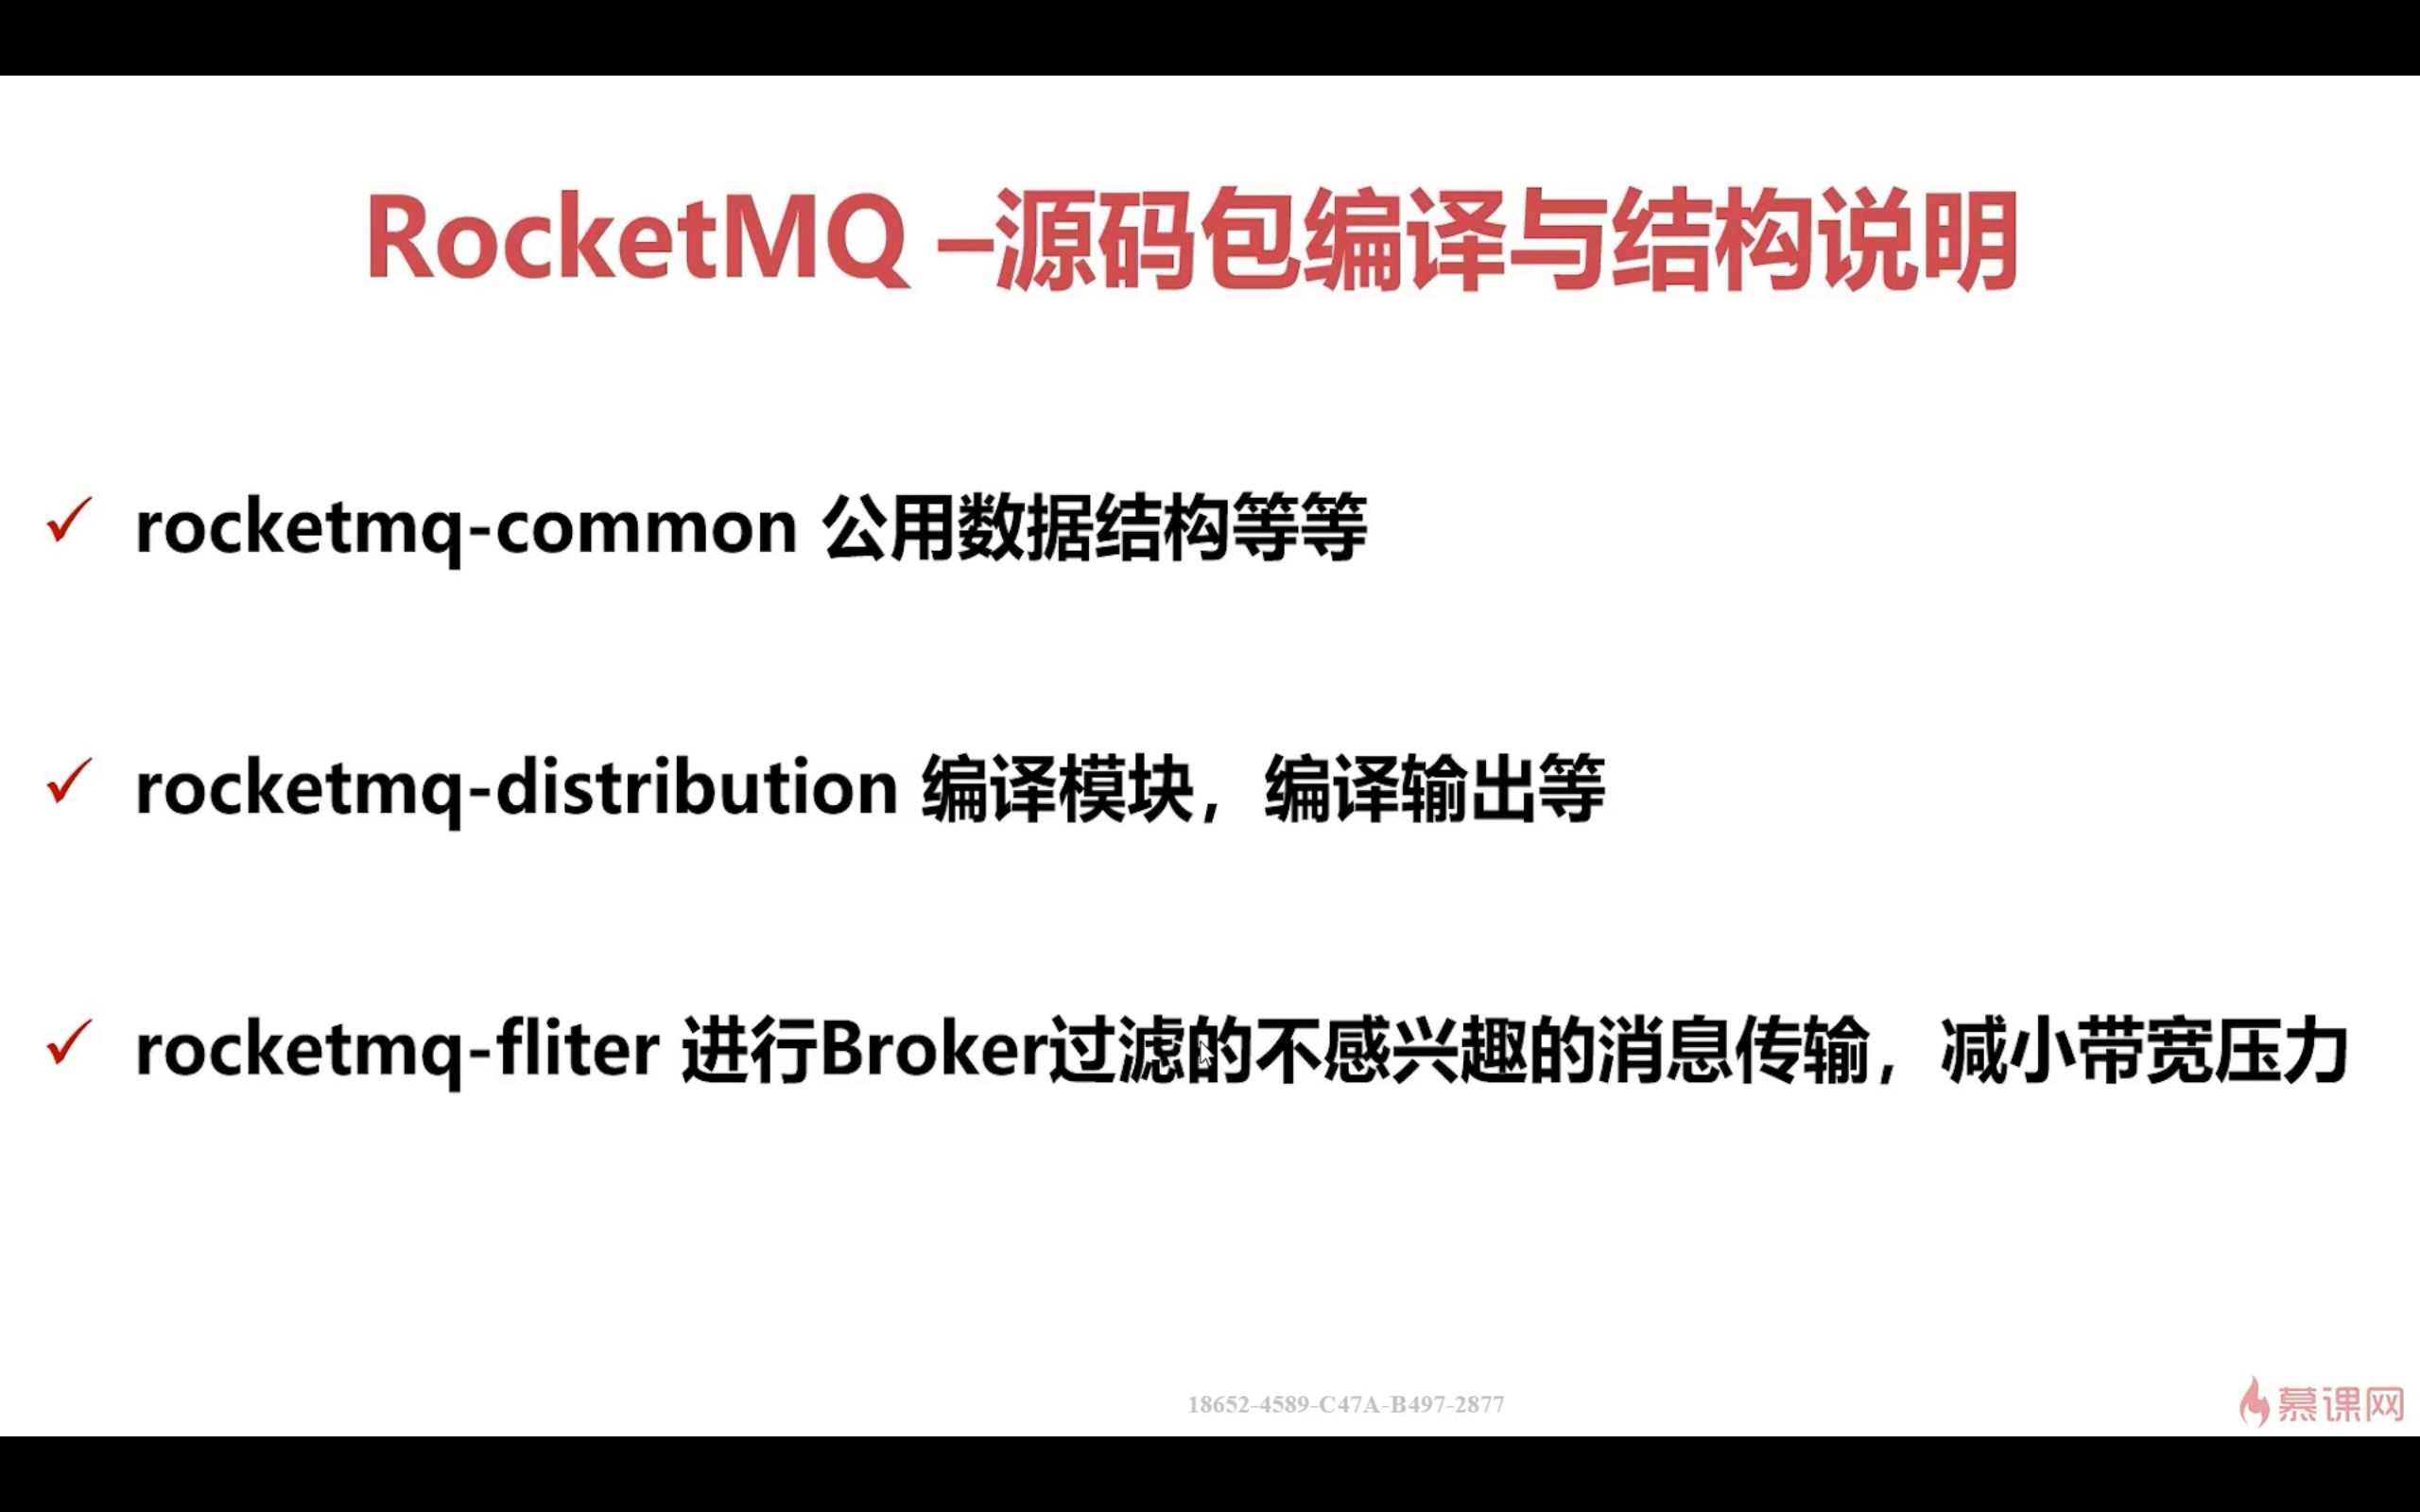 RocketMQ –源码包编译与结构说明
rocketmq-common 公用数据结构等等
rocketmq-distribution 编译模块，编译输出等
rocketmq-fliter 进行Broker过滤的不感兴趣的消息传输，减小带宽压力
18652-4589-C47A-B497-2877
慕课网